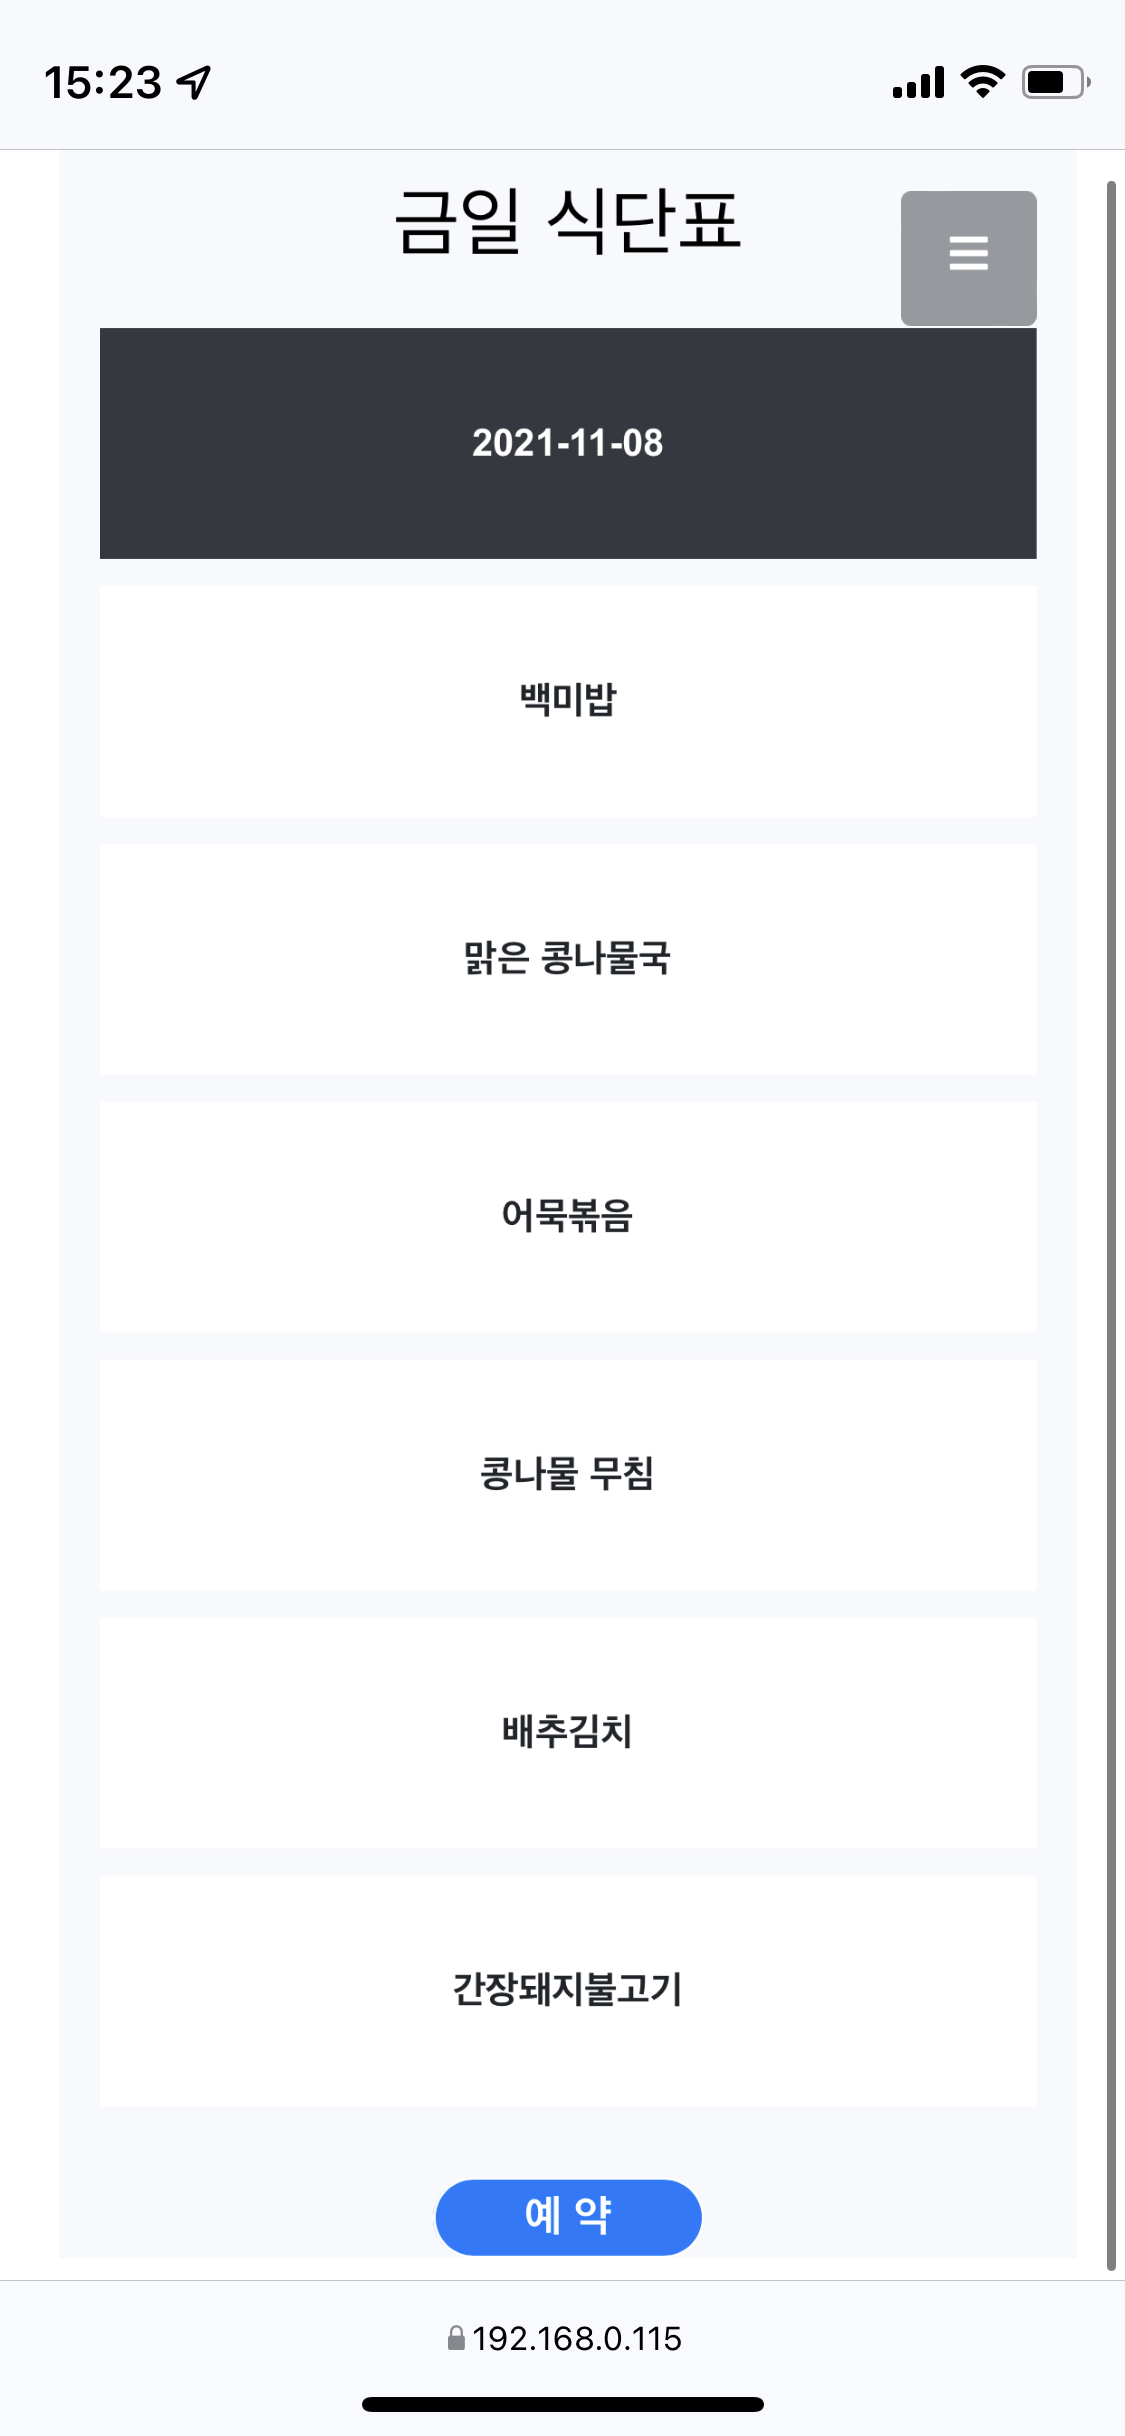 15:23
금일 식단표
2021-11-08
백미밥
맑은 콩나물국
어묵볶음
콩나물 무침
배추김치
간장돼지불고기
예 약
192.168.0.115